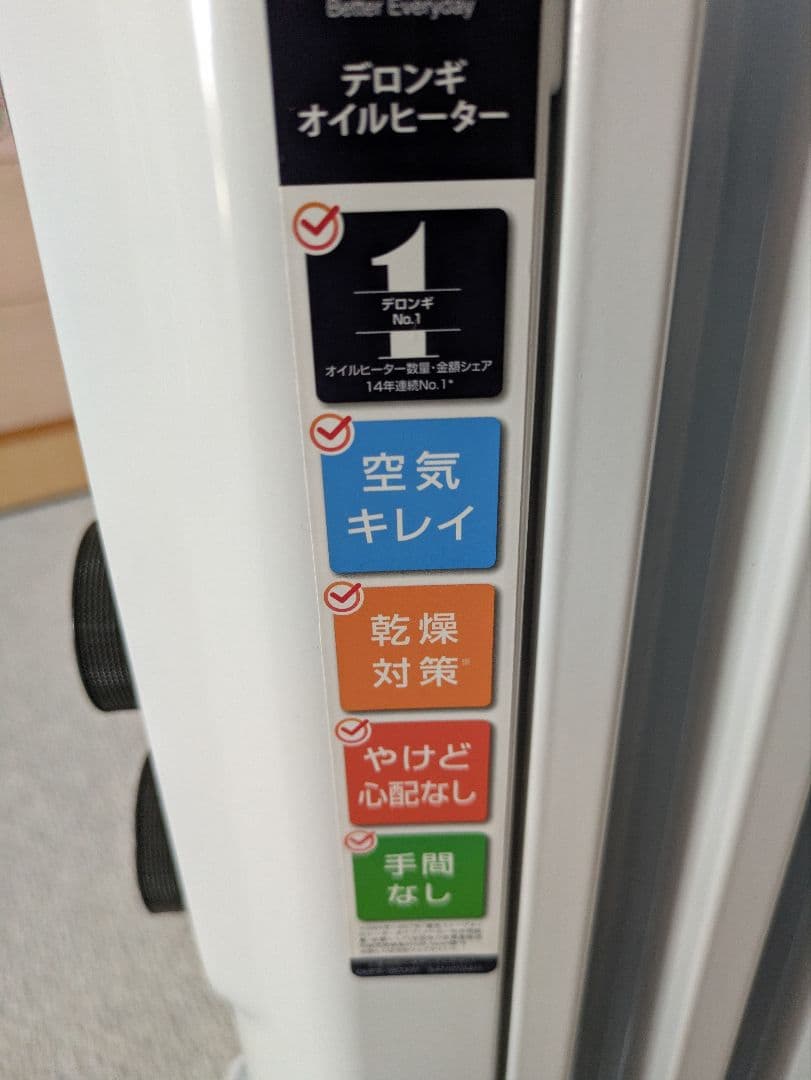 Better Everyday
デロンギ
オイルヒーター
1
デロンギ
No.1
オイルヒーター数量・金額シェア
14年連続No.1*
空気
キレイ
乾燥
対策※
やけど
心配なし
手間
なし